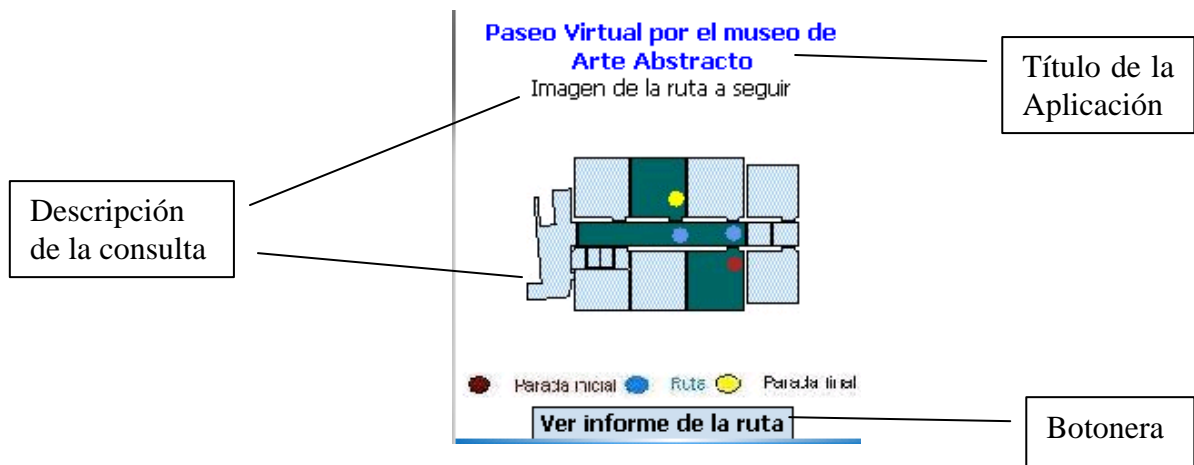 Paseo Virtual por el museo de
Arte Abstracto
Imagen de la ruta a seguir
Título de la
Aplicación
Descripción
de la consulta
Parada inicial Ruta Parada final
Ver informe de la ruta
Botonera